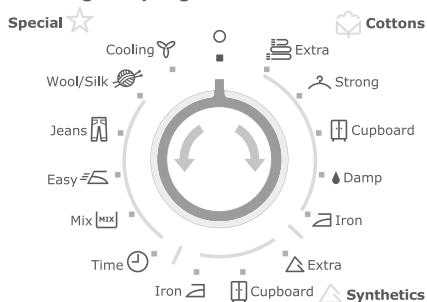 Special
Cottons
Cooling
Extra
Wool/Silk
Strong
Jeans
Cupboard
Easy
Damp
Mix MIX
Iron
Time
Extra
Iron
Cupboard
Synthetics